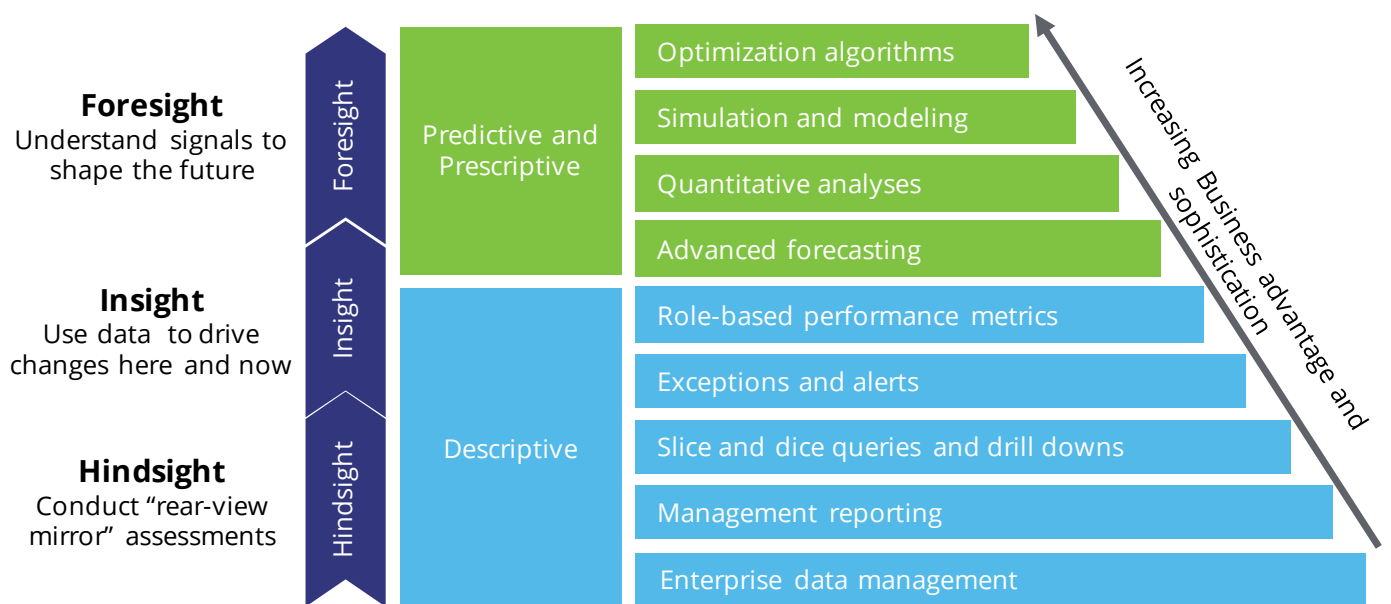 Foresight
Understand signals to
shape the future
Insight
Use data to drive
changes here and now
Hindsight
Conduct “rear-view
mirror” assessments
Foresight
Insight
Hindsight
Predictive and
Prescriptive
Descriptive
Optimization algorithms
Simulation and modeling
Quantitative analyses
Advanced forecasting
Role-based performance metrics
Exceptions and alerts
Slice and dice queries and drill downs
Management reporting
Enterprise data management
Increasing Business advantage and
sophistication